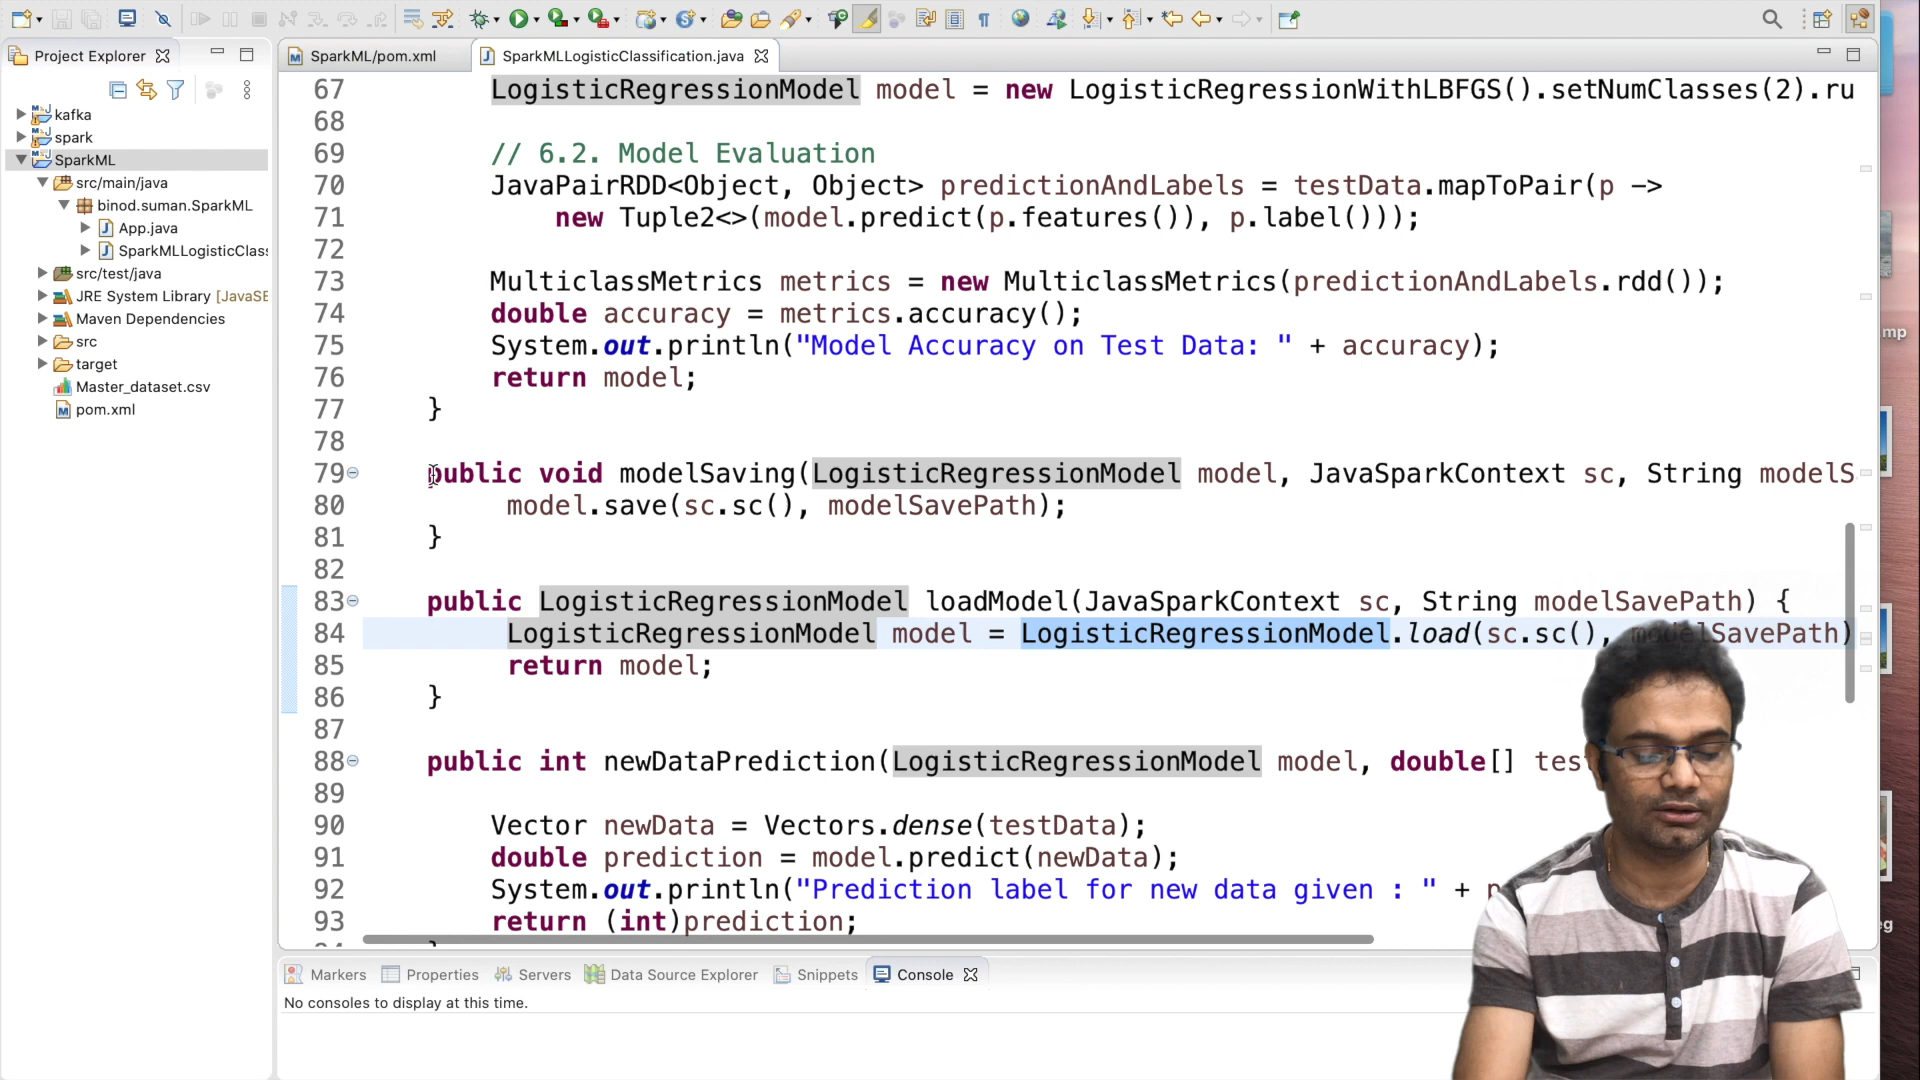 Project Explorer
kafka
spark
SparkML
src/main/java
binod.suman.SparkML
App.java
SparkMLLogisticClass
src/test/java
JRE System Library [JavaSE
Maven Dependencies
src
target
Master_dataset.csv
pom.xml
SparkML/pom.xml
SparkMLLogisticClassification.java
67 LogisticRegressionModel model = new LogisticRegressionWithLBFGS().setNumClasses(2).ru
68
69 // 6.2. Model Evaluation
70 JavaPairRDD<Object, Object> predictionAndLabels = testData.mapToPair(p ->
71 new Tuple2<>(model.predict(p.features()), p.label()));
72
73 MulticlassMetrics metrics = new MulticlassMetrics(predictionAndLabels.rdd());
74 double accuracy = metrics.accuracy();
75 System.out.println("Model Accuracy on Test Data: " + accuracy);
76 return model;
77 }
78
79 public void modelSaving(LogisticRegressionModel model, JavaSparkContext sc, String modelS
80 model.save(sc.sc(), modelSavePath);
81 }
82
83 public LogisticRegressionModel loadModel(JavaSparkContext sc, String modelSavePath) {
84 LogisticRegressionModel model = LogisticRegressionModel.load(sc.sc(), modelSavePath)
85 return model;
86 }
87
88 public int newDataPrediction(LogisticRegressionModel model, double[] tes
89
90 Vector newData = Vectors.dense(testData);
91 double prediction = model.predict(newData);
92 System.out.println("Prediction label for new data given : " + p
93 return (int)prediction;
Markers
Properties
Servers
Data Source Explorer
Snippets
Console
No consoles to display at this time.
mp
eg